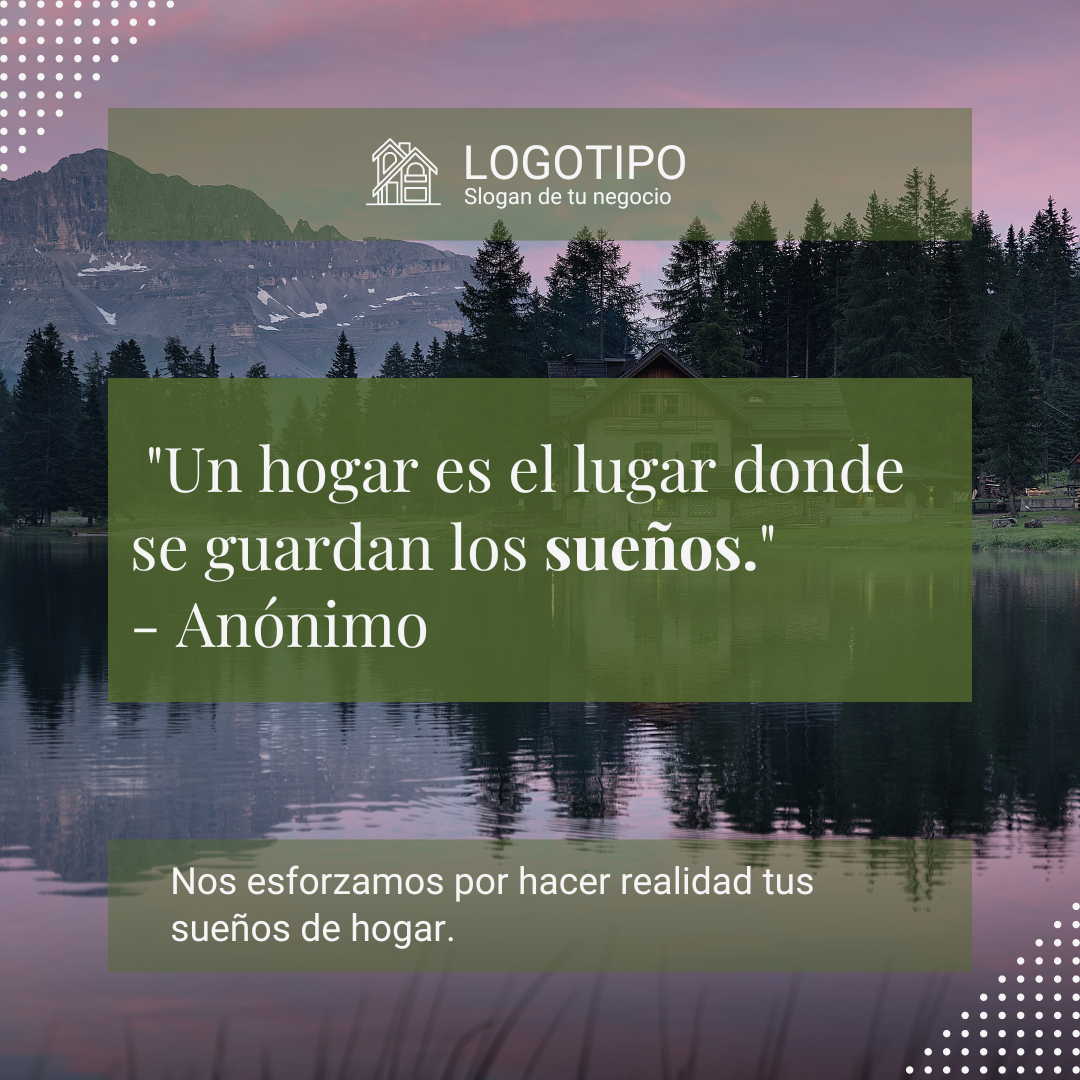 LOGOTIPO
Slogan de tu negocio
"Un hogar es el lugar donde
se guardan los sueños."
– Anónimo
Nos esforzamos por hacer realidad tus
sueños de hogar.